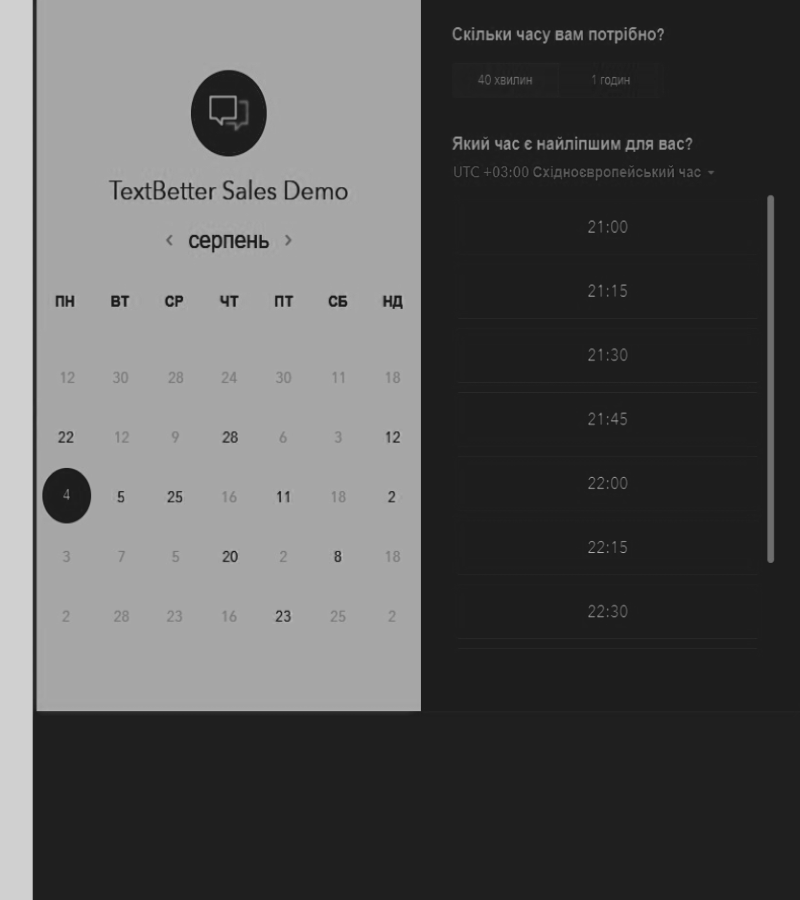 TextBetter Sales Demo
серпень
ПН ВТ СР ЧТ ПТ СБ НД
12 30 28 24 30 11 18
22 12 9 28 6 3 12
4 5 25 16 11 18 2
3 7 5 20 2 8 18
2 28 23 16 23 25 2
Скільки часу вам потрібно?
40 хвилин 1 годин
Який час є найліпшим для вас?
UTC +03:00 Східноєвропейський час
21:00
21:15
21:30
21:45
22:00
22:15
22:30